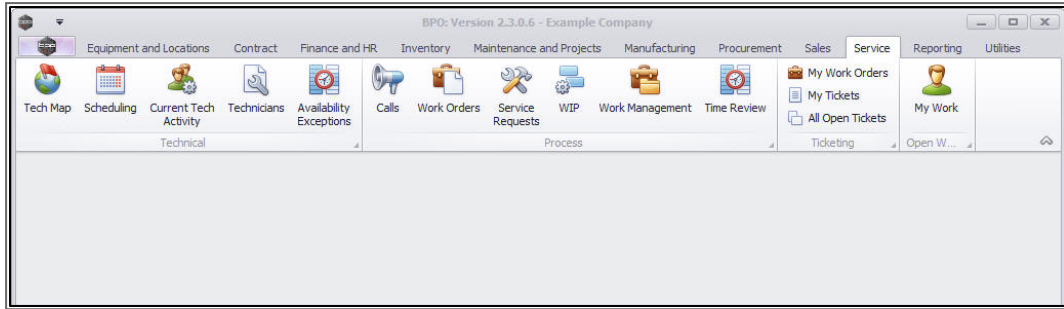 BPO: Version 2.3.0.6 - Example Company
Equipment and Locations Contract Finance and HR Inventory Maintenance and Projects Manufacturing Procurement Sales Service Reporting Utilities
Tech Map Scheduling Current Tech Activity Technicians Availability Exceptions Calls Work Orders Service Requests WIP Work Management Time Review
My Work Orders
My Tickets
All Open Tickets
My Work
Technical Process Ticketing Open W...